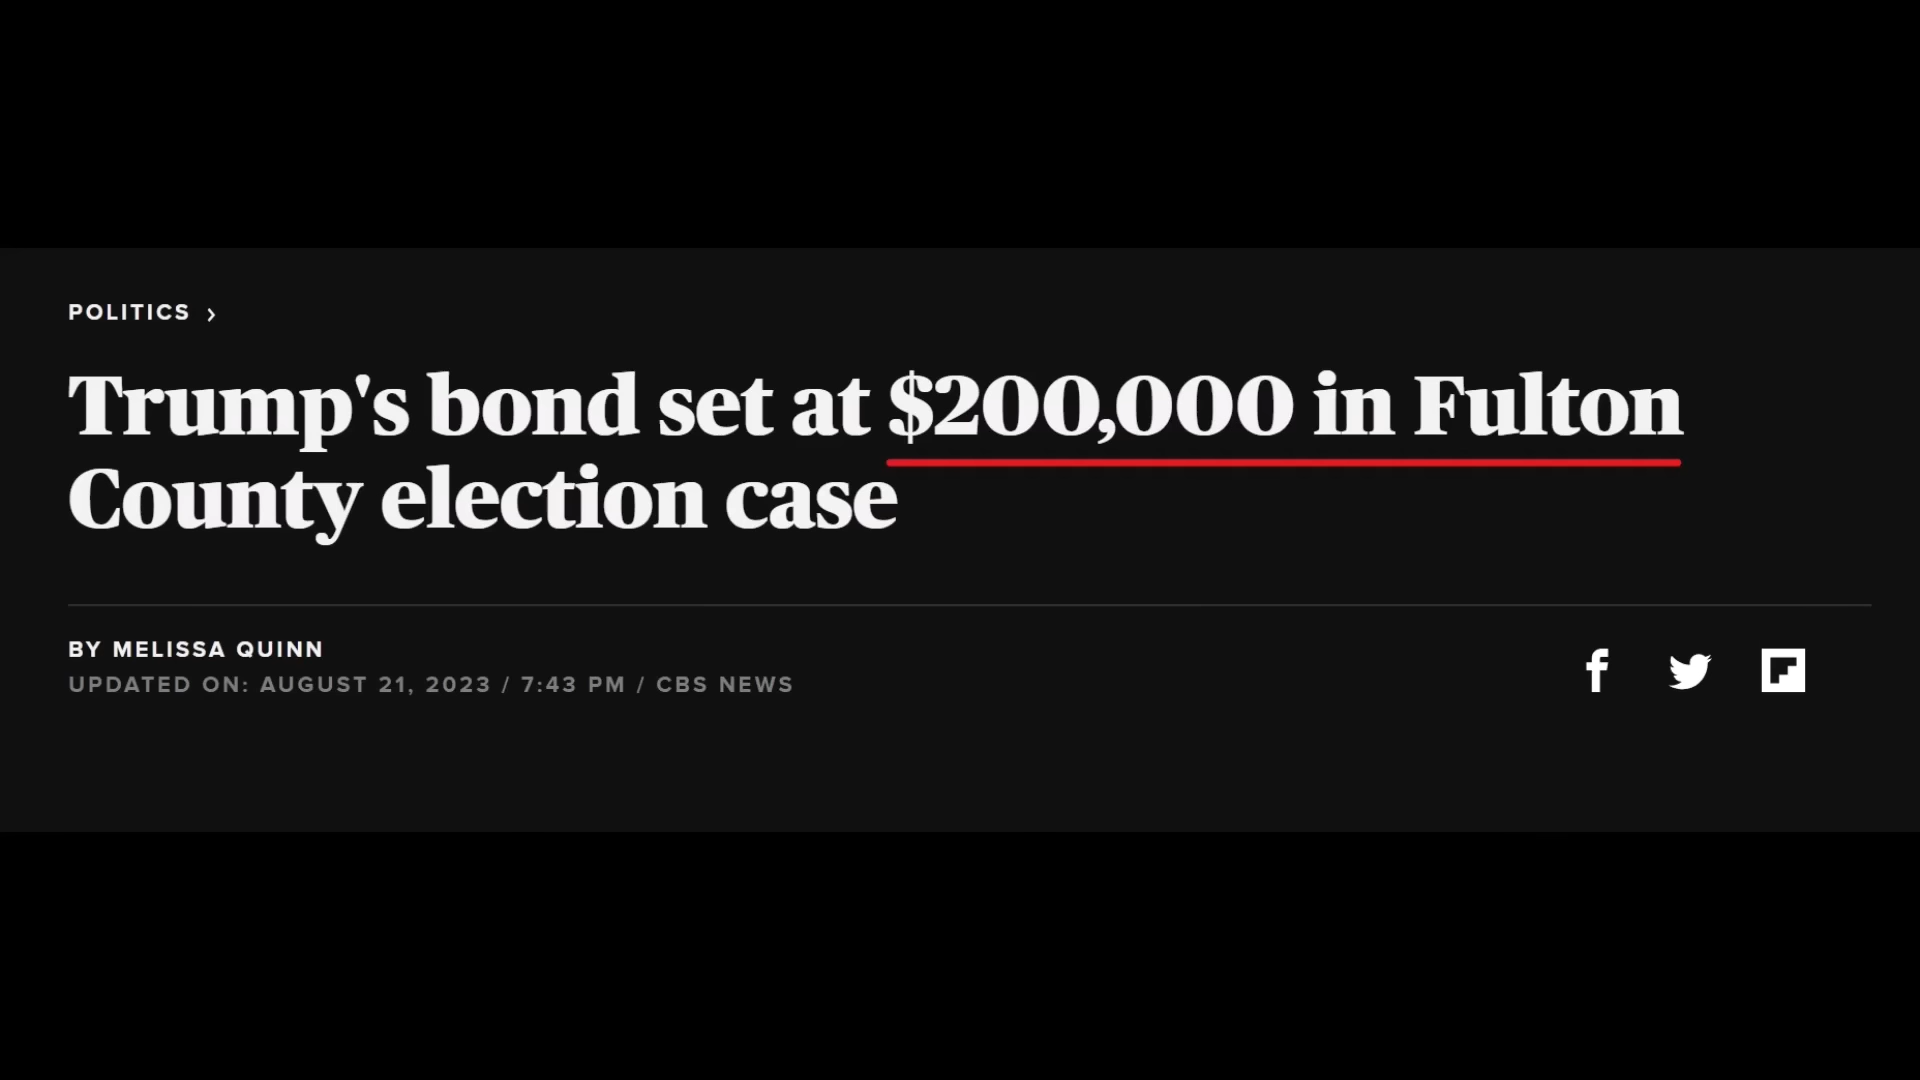 POLITICS ›
Trump's bond set at $200,000 in Fulton
County election case
BY MELISSA QUINN
UPDATED ON: AUGUST 21, 2023 / 7:43 PM / CBS NEWS